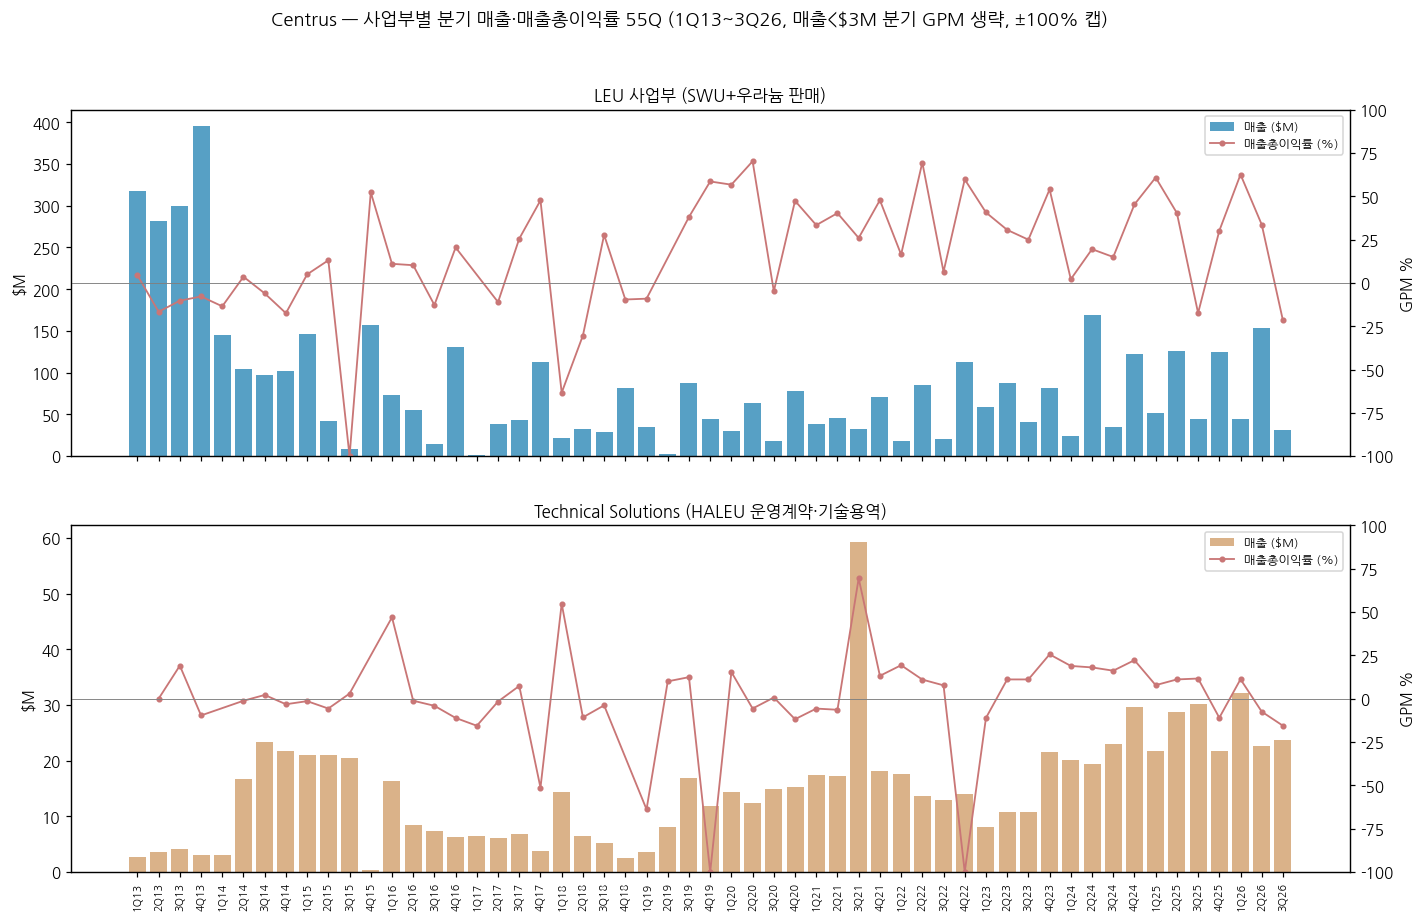 Centrus — 사업부별 분기 매출·매출총이익률 55Q (1Q13~3Q26, 매출<$3M 분기 GPM 생략, ±100% 캡)
LEU 사업부 (SWU+우라늄 판매)
매출 ($M)
매출총이익률 (%)
400
350
300
250
200
150
100
50
0
$M
100
75
50
25
0
-25
-50
-75
-100
GPM %
Technical Solutions (HALEU 운영계약·기술용역)
매출 ($M)
매출총이익률 (%)
60
50
40
30
20
10
0
$M
100
75
50
25
0
-25
-50
-75
-100
GPM %
1Q13 2Q13 3Q13 4Q13 1Q14 2Q14 3Q14 4Q14 1Q15 2Q15 3Q15 4Q15 1Q16 2Q16 3Q16 4Q16 1Q17 2Q17 3Q17 4Q17 1Q18 2Q18 3Q18 4Q18 1Q19 2Q19 3Q19 4Q19 1Q20 2Q20 3Q20 4Q20 1Q21 2Q21 3Q21 4Q21 1Q22 2Q22 3Q22 4Q22 1Q23 2Q23 3Q23 4Q23 1Q24 2Q24 3Q24 4Q24 1Q25 2Q25 3Q25 4Q25 1Q26 2Q26 3Q26